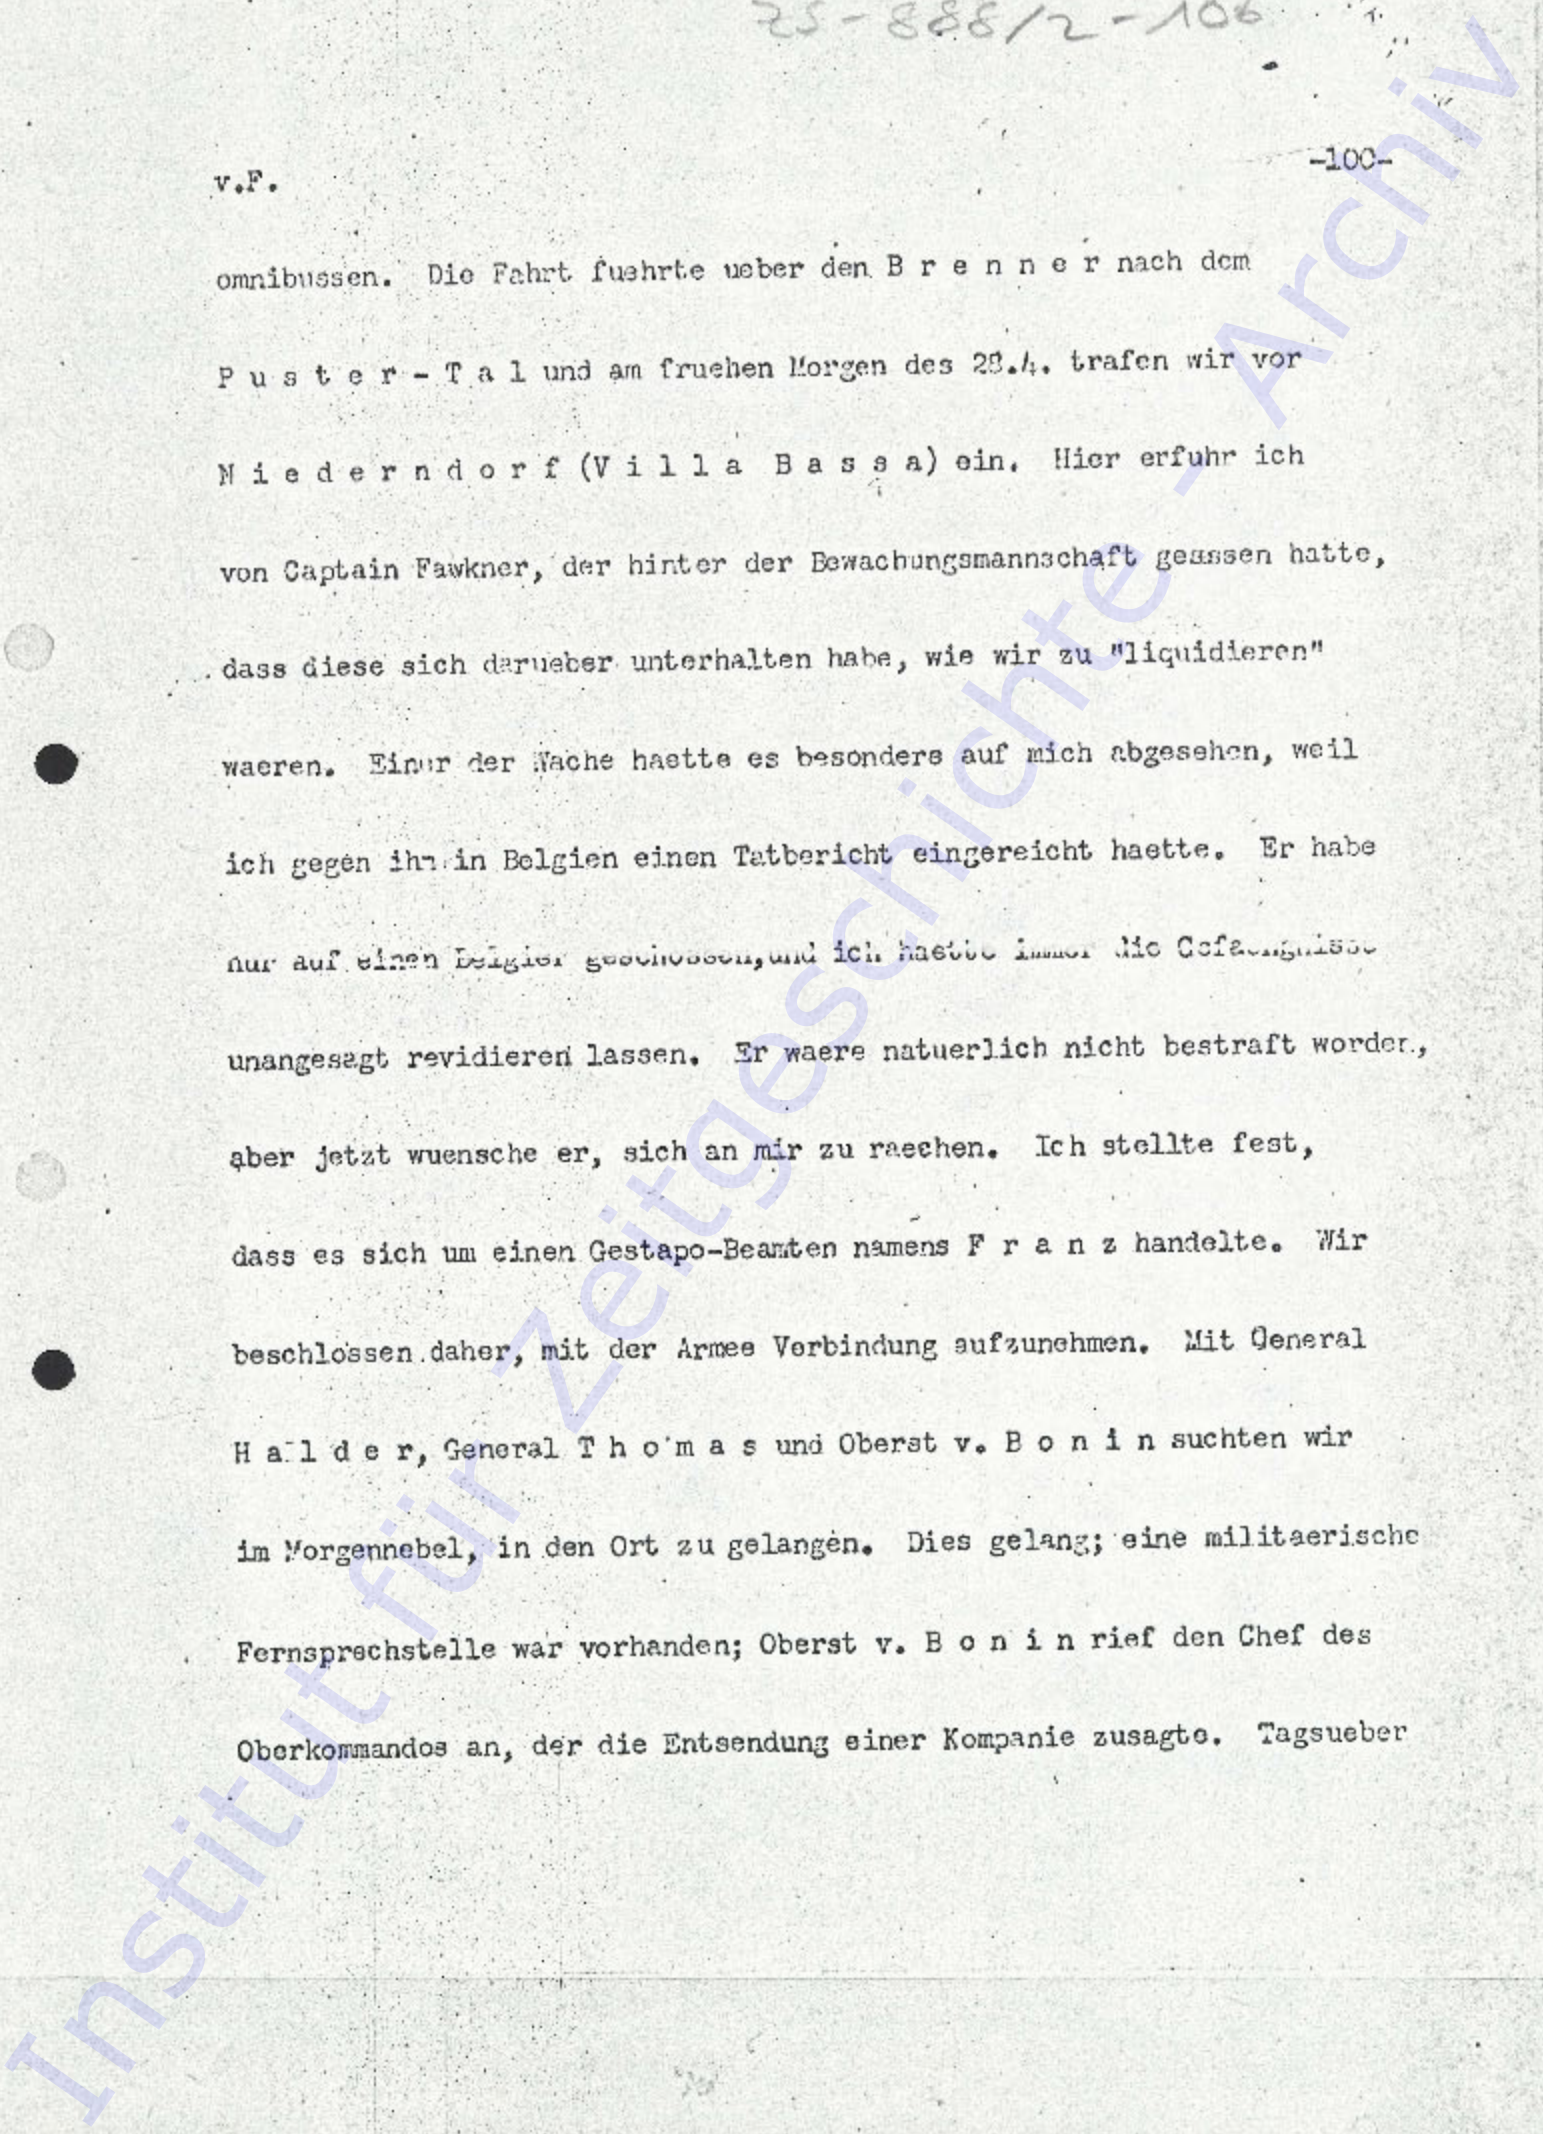 ZS-888/2-106
-100-
v.F.
omnibussen. Die Fahrt fuehrte ueber den B r e n n e r nach dem
P u s t e r - T a l und am fruehen Morgen des 28.4. trafen wir vor
N i e d e r n d o r f (V i l l a B a s s a) ein. Hier erfuhr ich
von Captain Fawkner, der hinter der Bewachungsmannschaft gesassen hatte,
dass diese sich darueber unterhalten habe, wie wir zu "liquidieren"
waeren. Einer der Wache haette es besonders auf mich abgesehen, weil
ich gegen ihn in Belgien einen Tatbericht eingereicht haette. Er habe
nur auf einen Belgier geschossen,und ich haette immer die Gefaengnisse
unangesagt revidieren lassen. Er waere natuerlich nicht bestraft worden,
aber jetzt wuensche er, sich an mir zu raechen. Ich stellte fest,
dass es sich um einen Gestapo-Beamten namens F r a n z handelte. Wir
beschlossen daher, mit der Armee Verbindung aufzunehmen. Mit General
H a l d e r, General T h o m a s und Oberst v. B o n i n suchten wir
im Morgennebel, in den Ort zu gelangen. Dies gelang; eine militaerische
Fernsprechstelle war vorhanden; Oberst v. B o n i n rief den Chef des
Oberkommandos an, der die Entsendung einer Kompanie zusagte. Tagsueber
Institut für Zeitgeschichte - Archiv